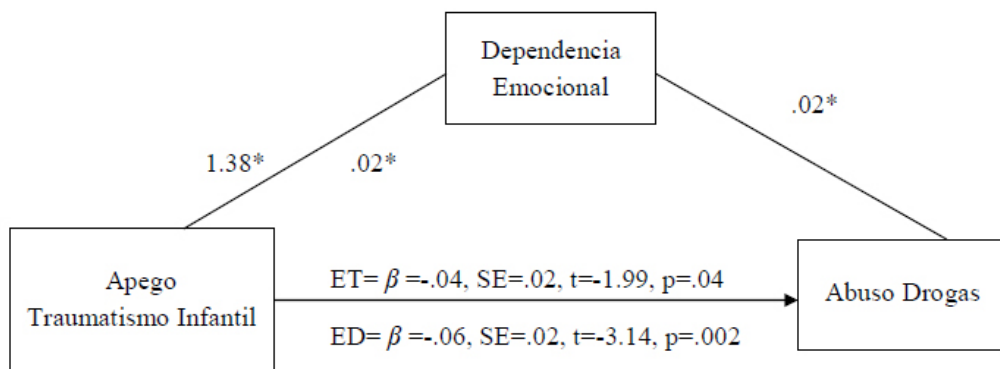 Dependencia
Emocional
.02*
1.38*
.02*
Apego
Traumatismo Infantil
ET= β =-.04, SE=.02, t=-1.99, p=.04
ED= β =-.06, SE=.02, t=-3.14, p=.002
Abuso Drogas